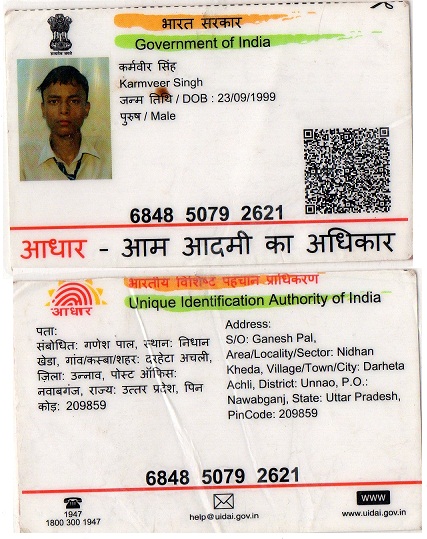 भारत सरकार
Government of India
कर्मवीर सिंह
Karmveer Singh
जन्म तिथि / DOB : 23/09/1999
पुरुष / Male
6848 5079 2621
आधार - आम आदमी का अधिकार
भारतीय विशिष्ट पहचान प्राधिकरण
आधार
Unique Identification Authority of India
पता:
संबोधित: गणेश पाल, स्थान: निधान
खेडा, गांव/कस्बा/शहर: दरहेटा अचली,
ज़िला: उन्नाव, पोस्ट ऑफिस:
नवाबगंज, राज्य: उत्तर प्रदेश, पिन
कोड: 209859
Address:
S/O: Ganesh Pal,
Area/Locality/Sector: Nidhan
Kheda, Village/Town/City: Darheta
Achli, District: Unnao, P.O.:
Nawabganj, State: Uttar Pradesh,
PinCode: 209859
6848 5079 2621
1947
1800 300 1947
help@uidai.gov.in
www
www.uidai.gov.in